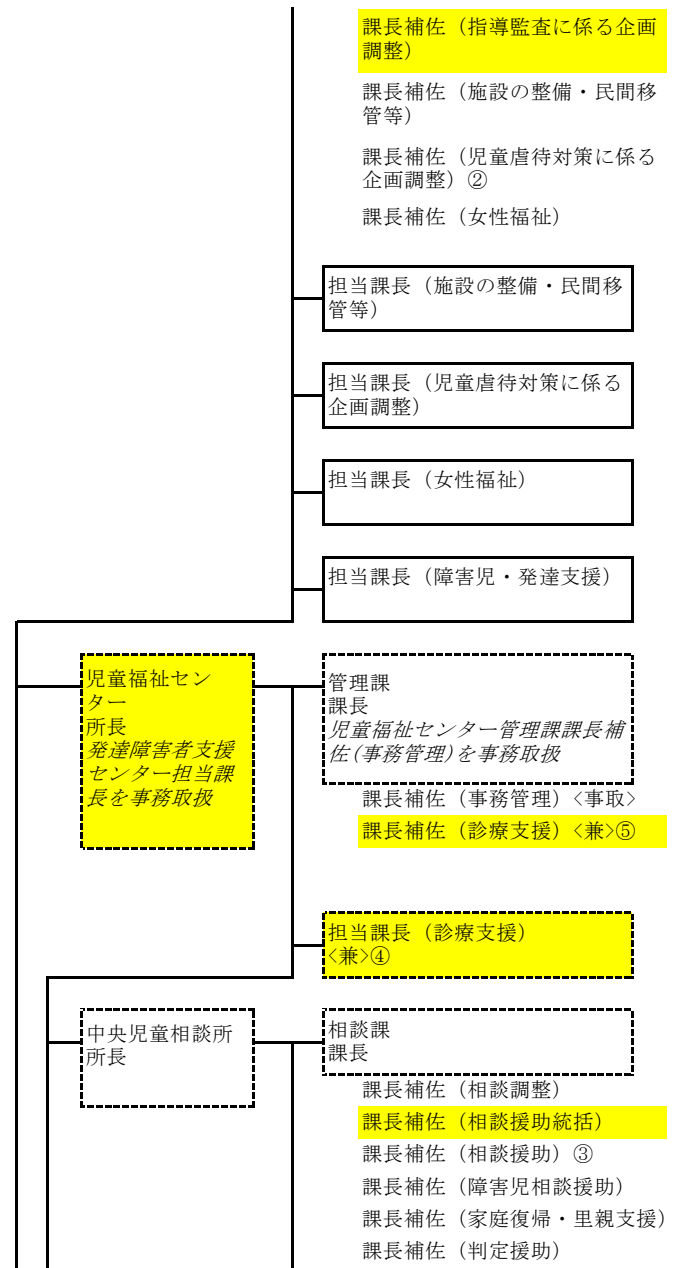 課長補佐（指導監査に係る企画
調整）
課長補佐（施設の整備・民間移
管等）
課長補佐（児童虐待対策に係る
企画調整）②
課長補佐（女性福祉）
担当課長（施設の整備・民間移
管等）
担当課長（児童虐待対策に係る
企画調整）
担当課長（女性福祉）
担当課長（障害児・発達支援）
児童福祉セン
ター
所長
発達障害者支援
センター担当課
長を事務取扱
管理課
課長
児童福祉センター管理課課長補
佐(事務管理)を事務取扱
課長補佐（事務管理）<事取>
課長補佐（診療支援）<兼>⑤
担当課長（診療支援）
<兼>④
中央児童相談所
所長
相談課
課長
課長補佐（相談調整）
課長補佐（相談援助統括）
課長補佐（相談援助）③
課長補佐（障害児相談援助）
課長補佐（家庭復帰・里親支援）
課長補佐（判定援助）